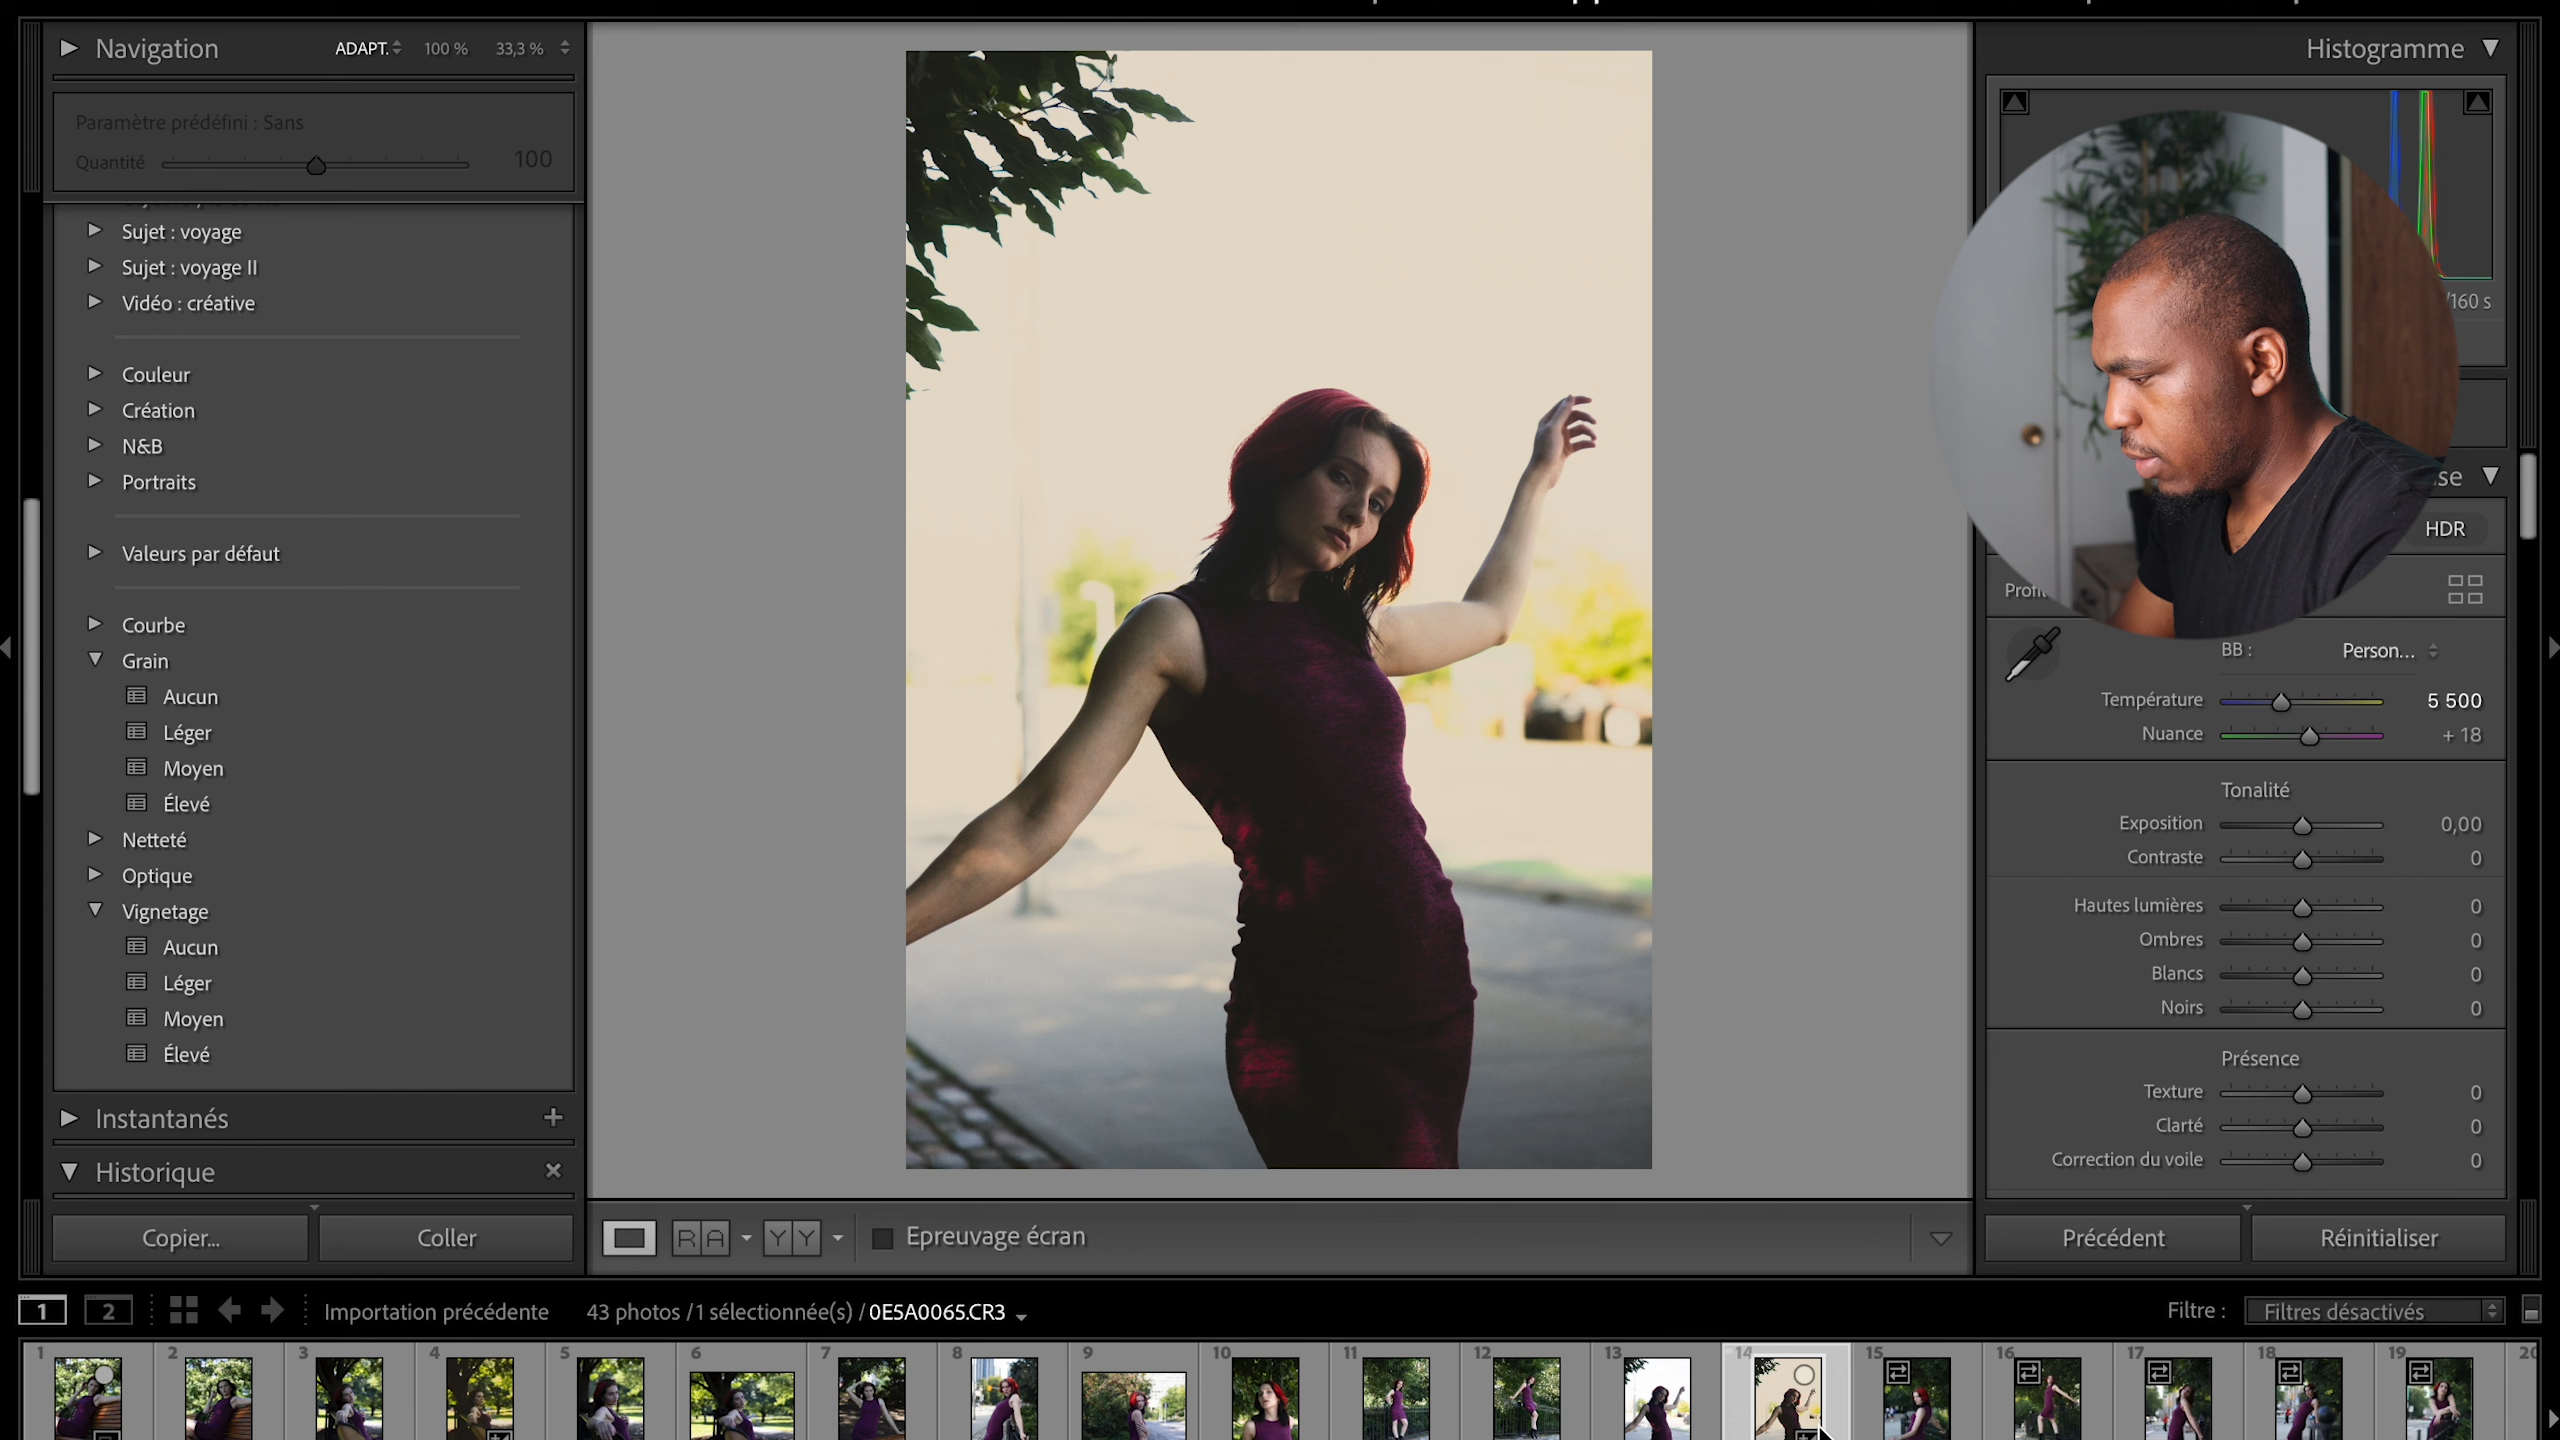 Navigation ADAPT. 100 % 33,3 %
Paramètre prédéfini : Sans
Quantité 100
Sujet : voyage
Sujet : voyage II
Vidéo : créative
Couleur
Création
N&B
Portraits
Valeurs par défaut
Courbe
Grain
Aucun
Léger
Moyen
Élevé
Netteté
Optique
Vignetage
Aucun
Léger
Moyen
Élevé
Instantanés
Historique
Copier...
Coller
R A
Y Y
Epreuvage écran
Histogramme
/160 s
HDR
BB : Person...
Température 5 500
Nuance + 18
Tonalité
Exposition 0,00
Contraste 0
Hautes lumières 0
Ombres 0
Blancs 0
Noirs 0
Présence
Texture 0
Clarté 0
Correction du voile 0
Précédent
Réinitialiser
1 2 Importation précédente 43 photos /1 sélectionnée(s) / 0E5A0065.CR3
Filtre : Filtres désactivés
1 2 3 4 5 6 7 8 9 10 11 12 13 14 15 16 17 18 19 20